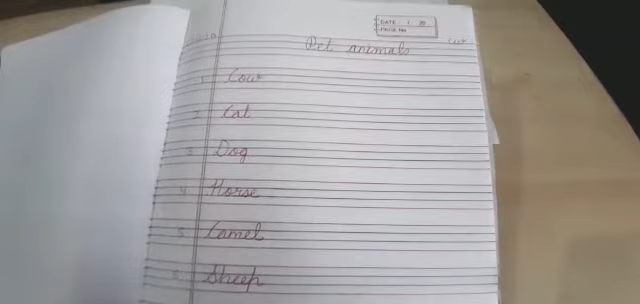 DATE
PAGE No.
Pet animals
1 Cow
2 Cat
3 Dog
4 Horse
5 Camel
6 Sheep